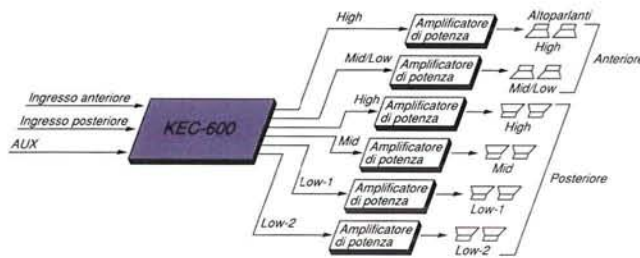 High
Amplificatore
di potenza
Altoparlanti
High
Mid/Low
Amplificatore
di potenza
Mid/Low
Anteriore
Ingresso anteriore
Ingresso posteriore
AUX
KEC-600
High
Amplificatore
di potenza
High
Mid
Amplificatore
di potenza
Mid
Low-1
Amplificatore
di potenza
Low-1
Low-2
Amplificatore
di potenza
Low-2
Posteriore